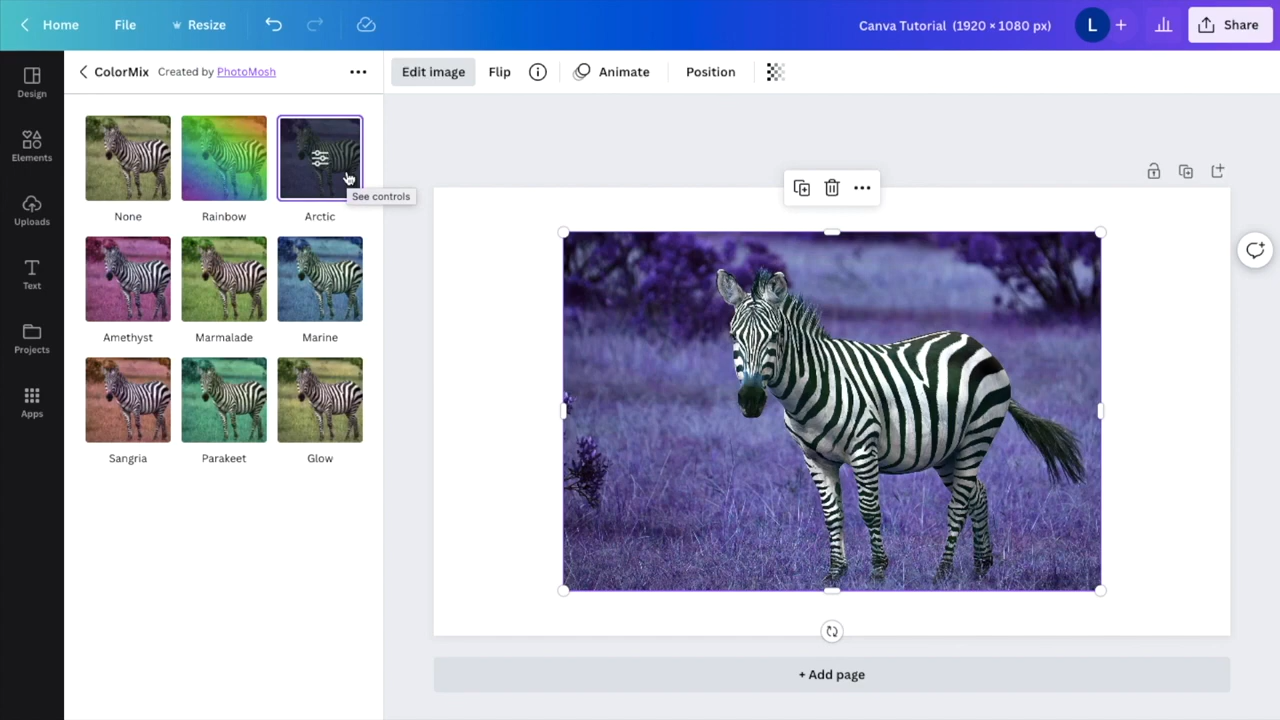 Home File Resize Canva Tutorial (1920 × 1080 px) L + Share
ColorMix Created by PhotoMosh
Edit image Flip Animate Position
Design
Elements
Uploads
Text
Projects
Apps
None Rainbow Arctic
See controls
Amethyst Marmalade Marine
Sangria Parakeet Glow
+ Add page